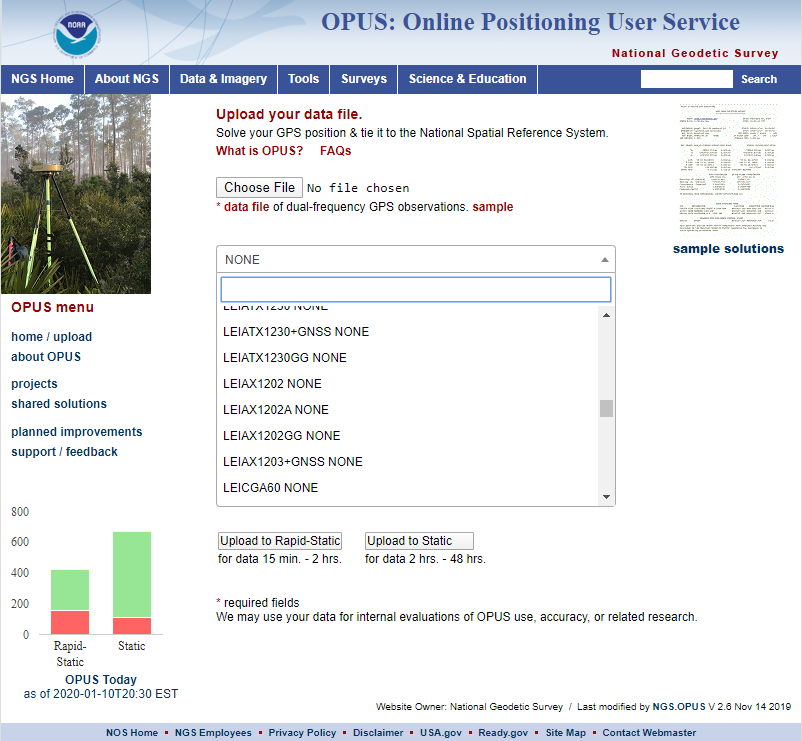 NOAA
OPUS: Online Positioning User Service
National Geodetic Survey
NGS Home About NGS Data & Imagery Tools Surveys Science & Education Search
Upload your data file.
Solve your GPS position & tie it to the National Spatial Reference System.
What is OPUS? FAQs
Choose File No file chosen
* data file of dual-frequency GPS observations. sample
sample solutions
NONE
LEIATX1230 NONE
LEIATX1230+GNSS NONE
LEIATX1230GG NONE
LEIAX1202 NONE
LEIAX1202A NONE
LEIAX1202GG NONE
LEIAX1203+GNSS NONE
LEICGA60 NONE
OPUS menu
home / upload
about OPUS
projects
shared solutions
planned improvements
support / feedback
Upload to Rapid-Static Upload to Static
for data 15 min. - 2 hrs. for data 2 hrs. - 48 hrs.
* required fields
We may use your data for internal evaluations of OPUS use, accuracy, or related research.
800
600
400
200
0
Rapid-
Static
Static
OPUS Today
as of 2020-01-10T20:30 EST
Website Owner: National Geodetic Survey / Last modified by NGS.OPUS V 2.6 Nov 14 2019
NOS Home ▪ NGS Employees ▪ Privacy Policy ▪ Disclaimer ▪ USA.gov ▪ Ready.gov ▪ Site Map ▪ Contact Webmaster